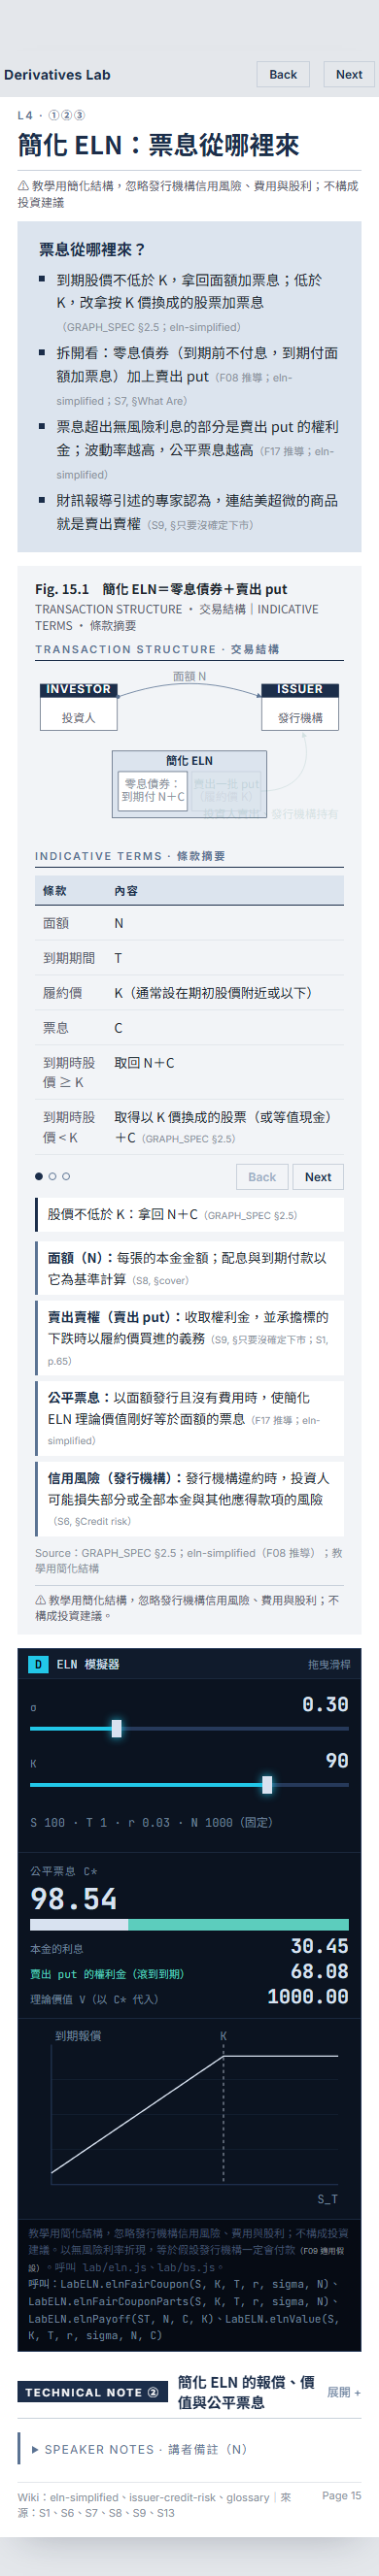 Derivatives Lab
Back
Next
L4 · ①②③
簡化 ELN：票息從哪裡來
⚠ 教學用簡化結構，忽略發行機構信用風險、費用與股利；不構成
投資建議
票息從哪裡來？
到期股價不低於 K，拿回面額加票息；低於
K，改拿按 K 價換成的股票加票息
（GRAPH_SPEC §2.5；eln-simplified）
拆開看：零息債券（到期前不付息，到期付面
額加票息）加上賣出 put（F08 推導；eln-
simplified；S7, §What Are）
票息超出無風險利息的部分是賣出 put 的權利
金；波動率越高，公平票息越高（F17 推導；eln-
simplified）
財訊報導引述的專家認為，連結美超微的商品
就是賣出賣權（S9, §只要沒確定下市）
Fig. 15.1 簡化 ELN＝零息債券＋賣出 put
TRANSACTION STRUCTURE · 交易結構｜INDICATIVE
TERMS · 條款摘要
TRANSACTION STRUCTURE · 交易結構
面額 N
INVESTOR
投資人
ISSUER
發行機構
簡化 ELN
零息債券：
到期付 N＋C
賣出一批 put
（履約價 K）
投資人賣出、發行機構持有
INDICATIVE TERMS · 條款摘要
條款 內容
面額 N
到期期間 T
履約價 K（通常設在期初股價附近或以下）
票息 C
到期時股
價 ≥ K 取回 N＋C
到期時股
價 < K 取得以 K 價換成的股票（或等值現金）
＋C（GRAPH_SPEC §2.5）
Back
Next
股價不低於 K：拿回 N＋C（GRAPH_SPEC §2.5）
面額（N）：每張的本金金額；配息與到期付款以
它為基準計算（S8, §cover）
賣出賣權（賣出 put）：收取權利金，並承擔標的
下跌時以履約價買進的義務（S9, §只要沒確定下市；S1,
p.65）
公平票息：以面額發行且沒有費用時，使簡化
ELN 理論價值剛好等於面額的票息（F17 推導；eln-
simplified）
信用風險（發行機構）：發行機構違約時，投資人
可能損失部分或全部本金與其他應得款項的風險
（S6, §Credit risk）
Source：GRAPH_SPEC §2.5；eln-simplified（F08 推導）；教
學用簡化結構
⚠ 教學用簡化結構，忽略發行機構信用風險、費用與股利；不
構成投資建議。
D ELN 模擬器 拖曳滑桿
σ 0.30
K 90
S 100 · T 1 · r 0.03 · N 1000（固定）
公平票息 C*
98.54
本金的利息 30.45
賣出 put 的權利金（滾到到期） 68.08
理論價值 V（以 C* 代入） 1000.00
到期報償
K
S_T
教學用簡化結構，忽略發行機構信用風險、費用與股利；不構成投資
建議。以無風險利率折現，等於假設發行機構一定會付款（F09 適用假
設）。呼叫 lab/eln.js、lab/bs.js。
呼叫：LabELN.elnFairCoupon(S, K, T, r, sigma, N)、
LabELN.elnFairCouponParts(S, K, T, r, sigma, N)、
LabELN.elnPayoff(ST, N, C, K)、LabELN.elnValue(S,
K, T, r, sigma, N, C)
TECHNICAL NOTE ② 簡化 ELN 的報償、價
值與公平票息 展開 +
▶ SPEAKER NOTES · 講者備註（N）
Wiki：eln-simplified、issuer-credit-risk、glossary｜來
源：S1、S6、S7、S8、S9、S13
Page 15